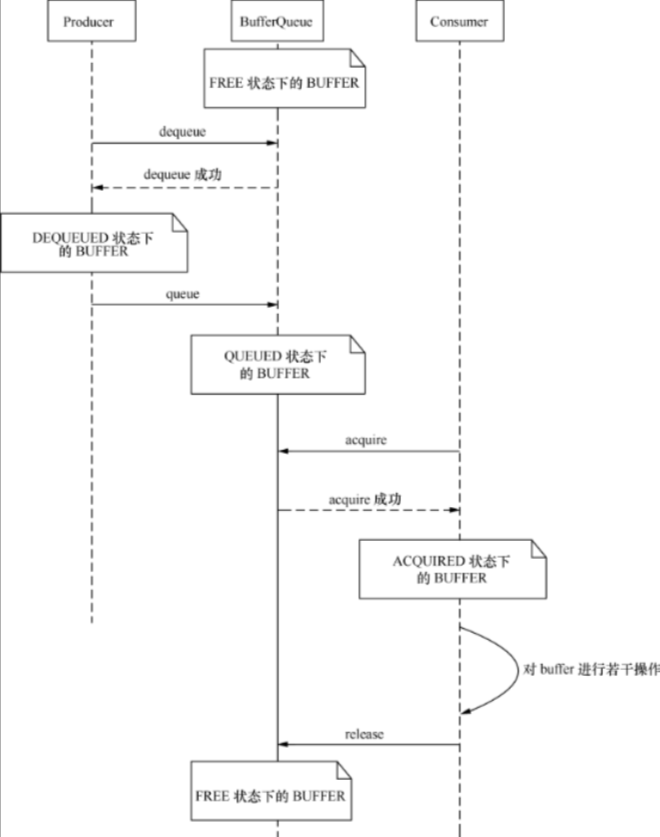 Producer
BufferQueue
Consumer
FREE 状态下的 BUFFER
dequeue
dequeue 成功
DEQUEUED 状态下
的 BUFFER
queue
QUEUED 状态下
的 BUFFER
acquire
acquire 成功
ACQUIRED 状态下
的 BUFFER
对 buffer 进行若干操作
release
FREE 状态下的 BUFFER